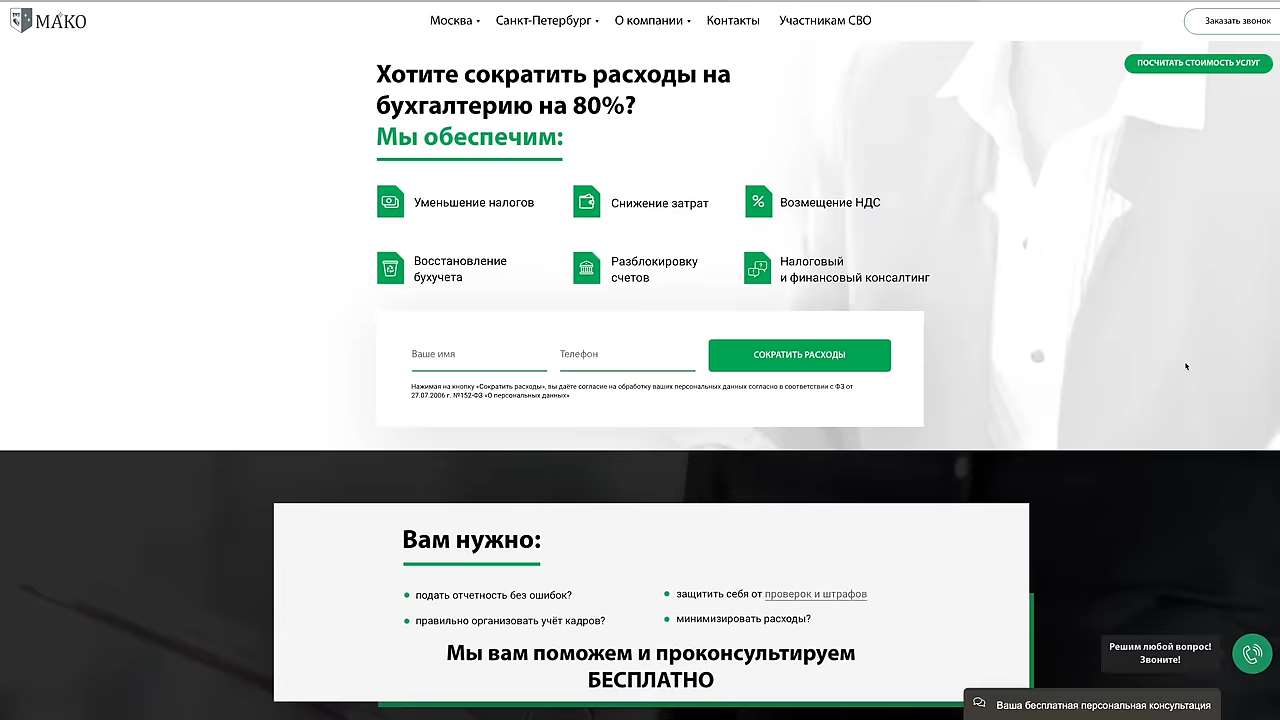 МАКО
Москва
Санкт-Петербург
О компании
Контакты
Участникам СВО
Заказать звонок
ПОСЧИТАТЬ СТОИМОСТЬ УСЛУГ
Хотите сократить расходы на
бухгалтерию на 80%?
Мы обеспечим:
Уменьшение налогов
Снижение затрат
Возмещение НДС
Восстановление
бухучета
Разблокировку
счетов
Налоговый
и финансовый консалтинг
Ваше имя
Телефон
СОКРАТИТЬ РАСХОДЫ
Нажимая на кнопку «Сократить расходы», вы даёте согласие на обработку ваших персональных данных согласно в соответствии с ФЗ от
27.07.2006 г. №152-ФЗ «О персональных данных»
Вам нужно:
подать отчетность без ошибок?
защитить себя от проверок и штрафов
правильно организовать учёт кадров?
минимизировать расходы?
Мы вам поможем и проконсультируем
БЕСПЛАТНО
Решим любой вопрос!
Звоните!
Ваша бесплатная персональная консультация